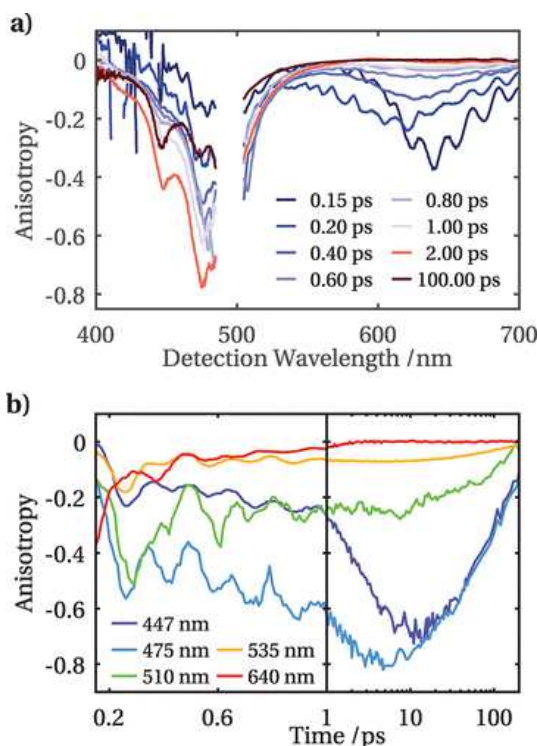 a)
0
-0.2
-0.4
-0.6
-0.8
Anisotropy
0.15 ps
0.20 ps
0.40 ps
0.60 ps
0.80 ps
1.00 ps
2.00 ps
100.00 ps
400
500
600
700
Detection Wavelength /nm
b)
0
-0.2
-0.4
-0.6
-0.8
Anisotropy
447 nm
475 nm
510 nm
535 nm
640 nm
0.2
0.6
1
10
100
Time /ps